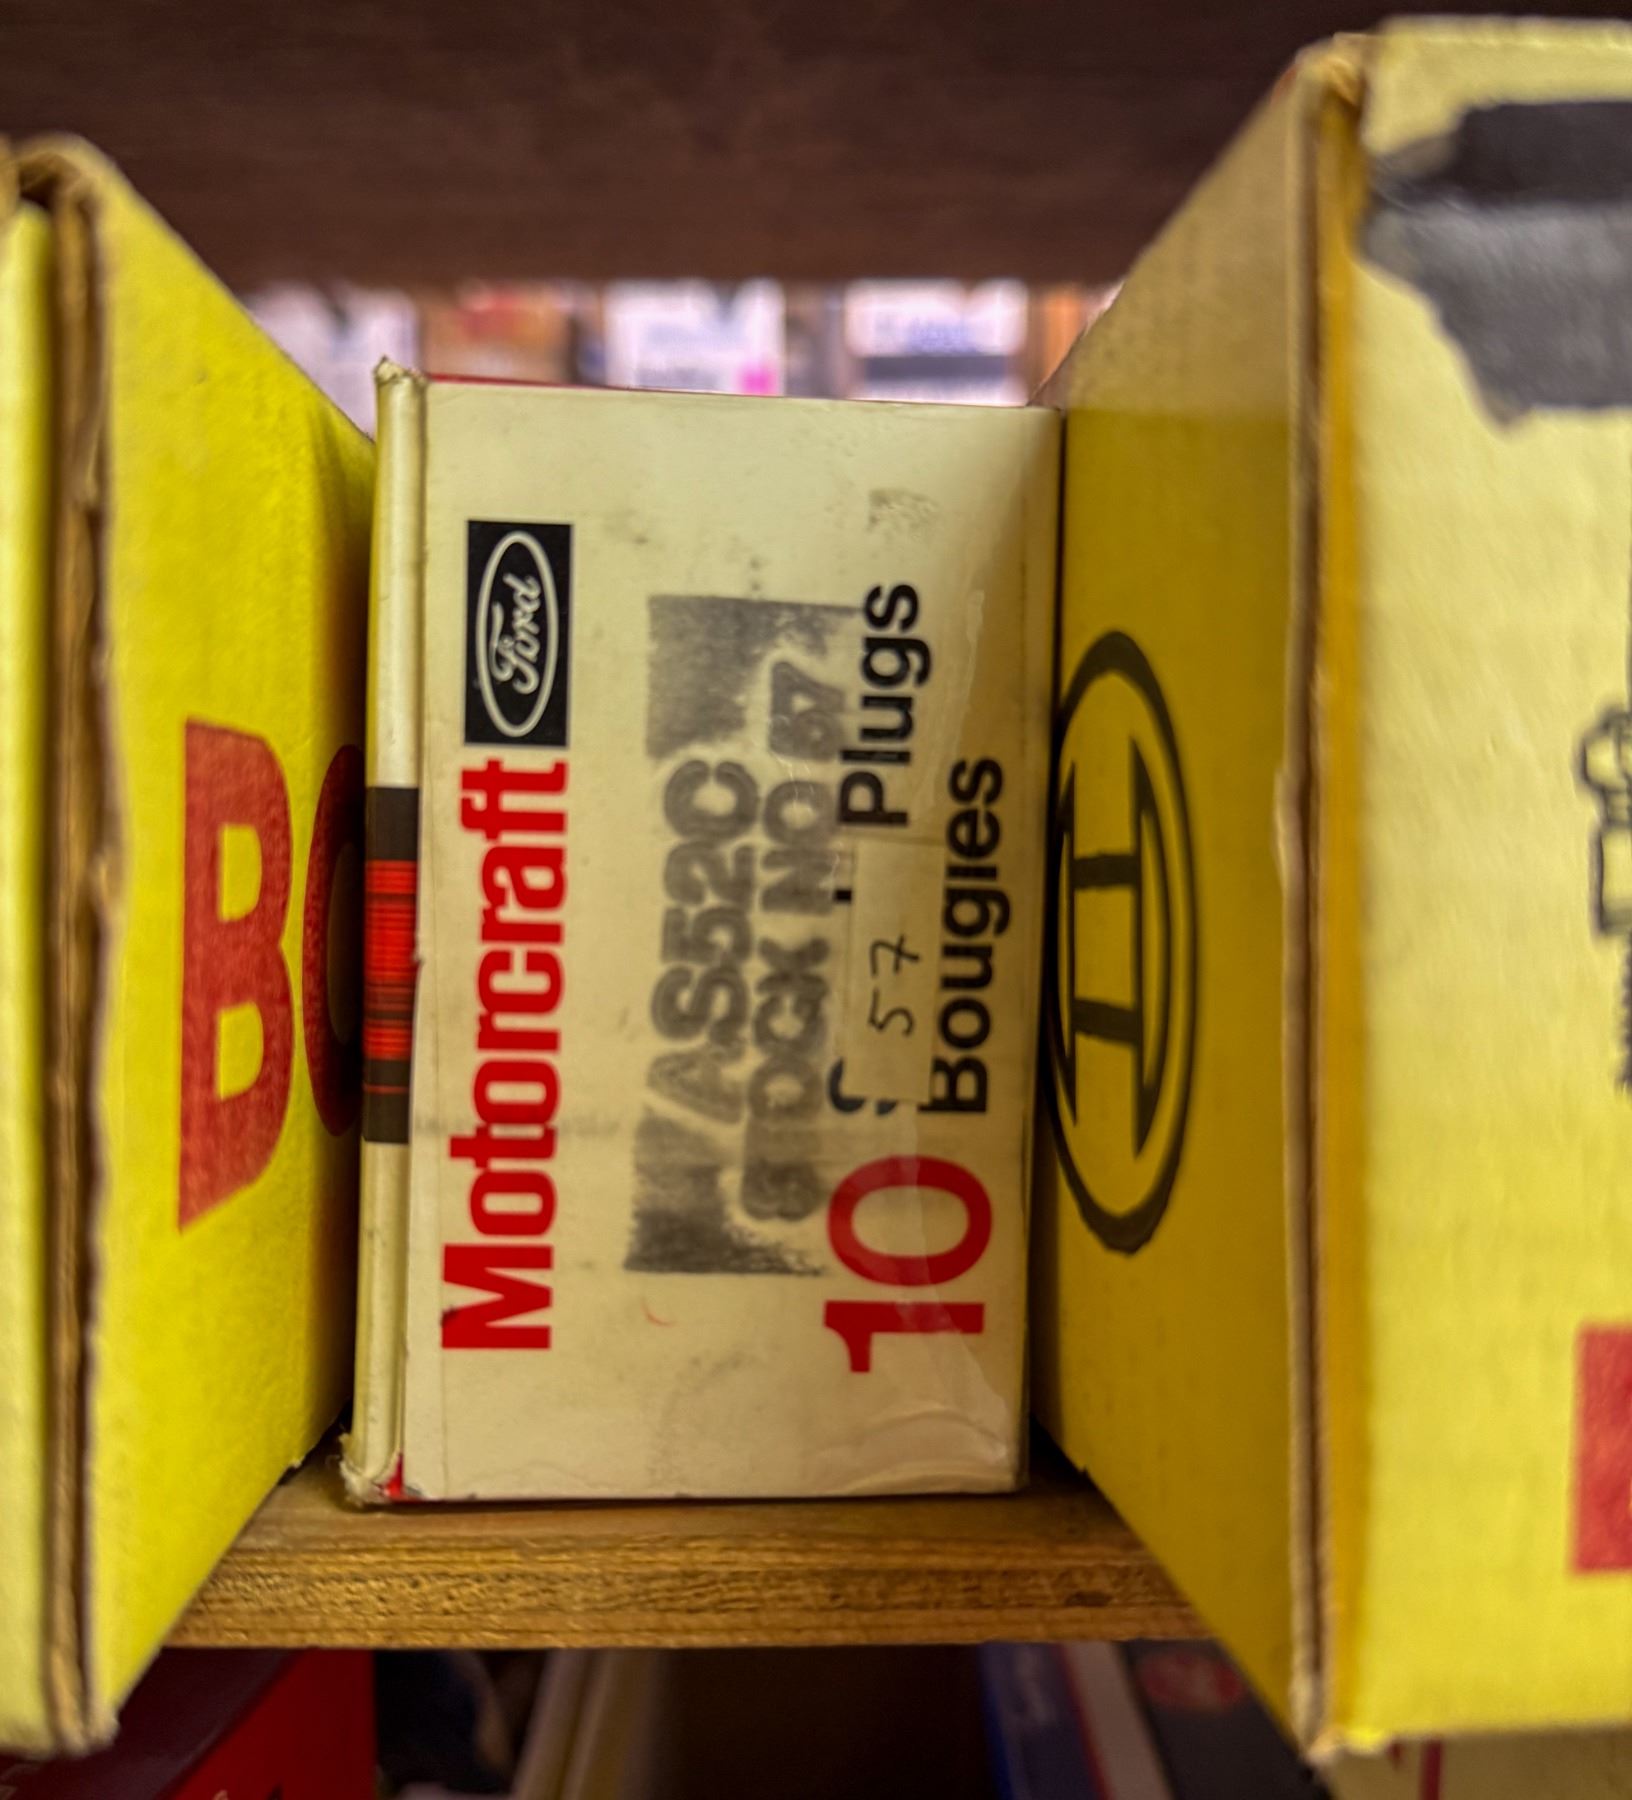 Motorcraft Ford
AS52C
STOCK NO 57
10 Plugs
Bougies
57